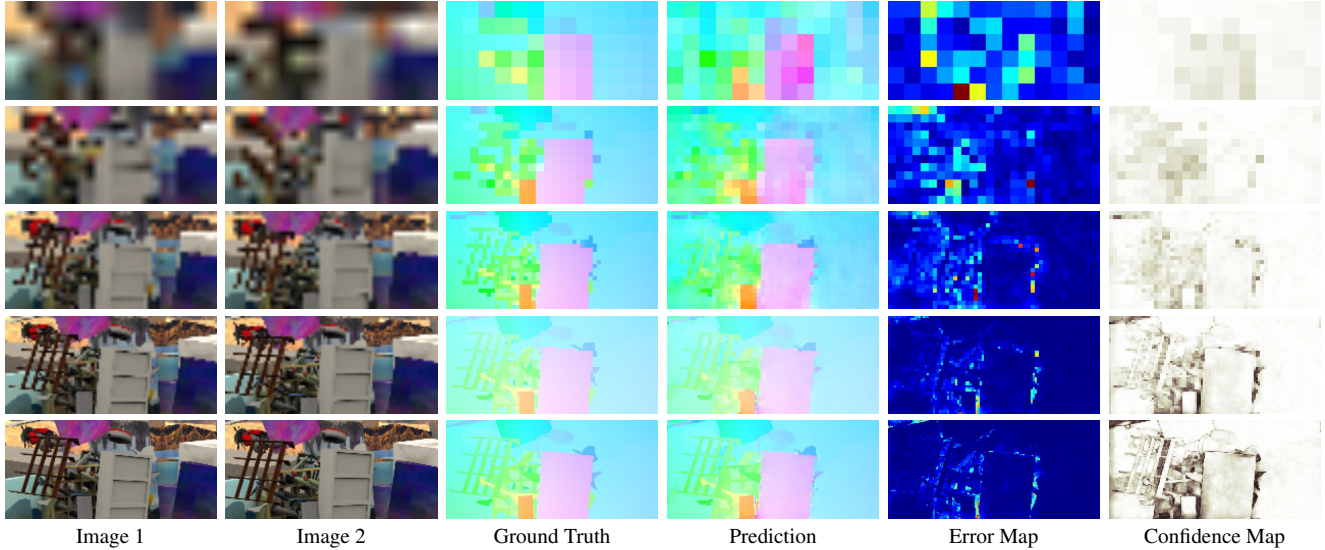 Image 1
Image 2
Ground Truth
Prediction
Error Map
Confidence Map